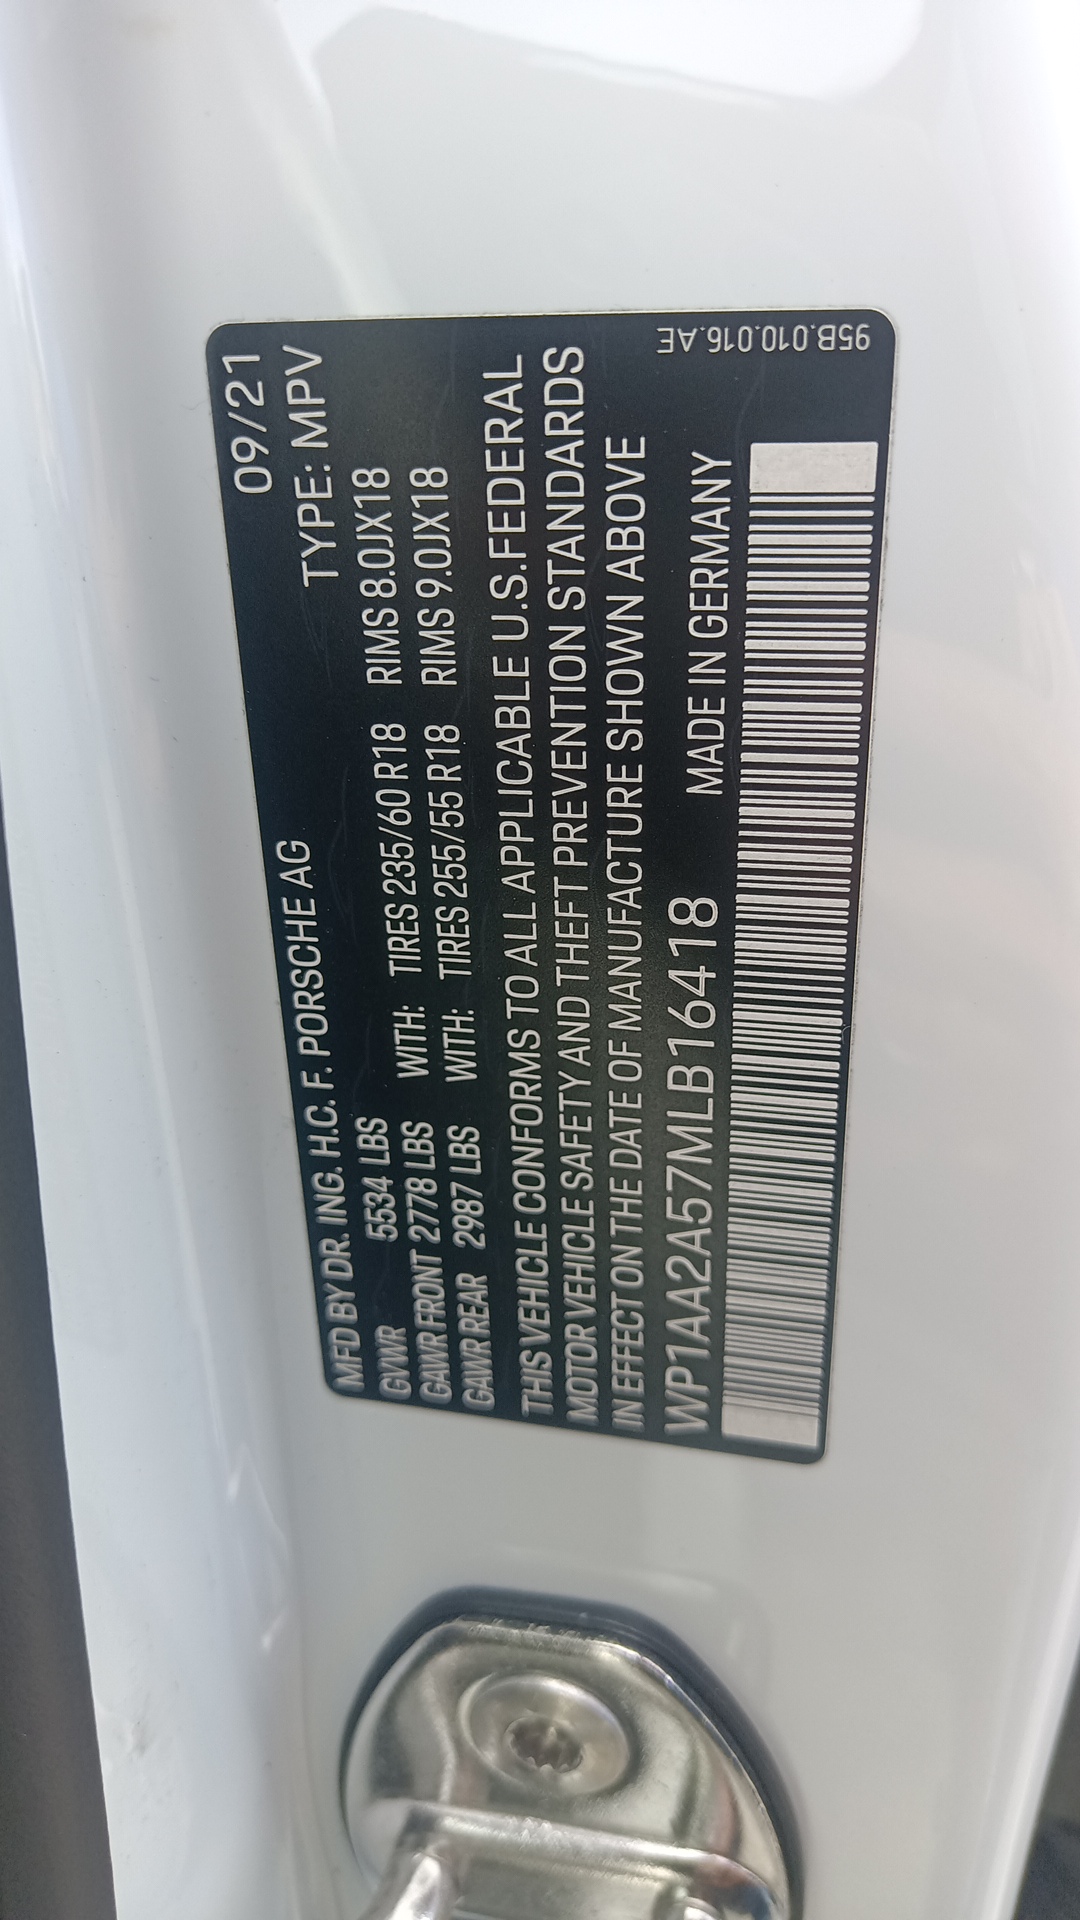 MFD BY DR. ING. H.C. F. PORSCHE AG 09/21
GVWR 5534 LBS TYPE: MPV
GAWR FRONT 2778 LBS WITH: TIRES 235/60 R18 RIMS 8.0JX18
GAWR REAR 2987 LBS WITH: TIRES 255/55 R18 RIMS 9.0JX18
THIS VEHICLE CONFORMS TO ALL APPLICABLE U.S.FEDERAL
MOTOR VEHICLE SAFETY AND THEFT PREVENTION STANDARDS
IN EFFECT ON THE DATE OF MANUFACTURE SHOWN ABOVE
WP1AA2A57MLB16418 MADE IN GERMANY
95B.010.016.AE